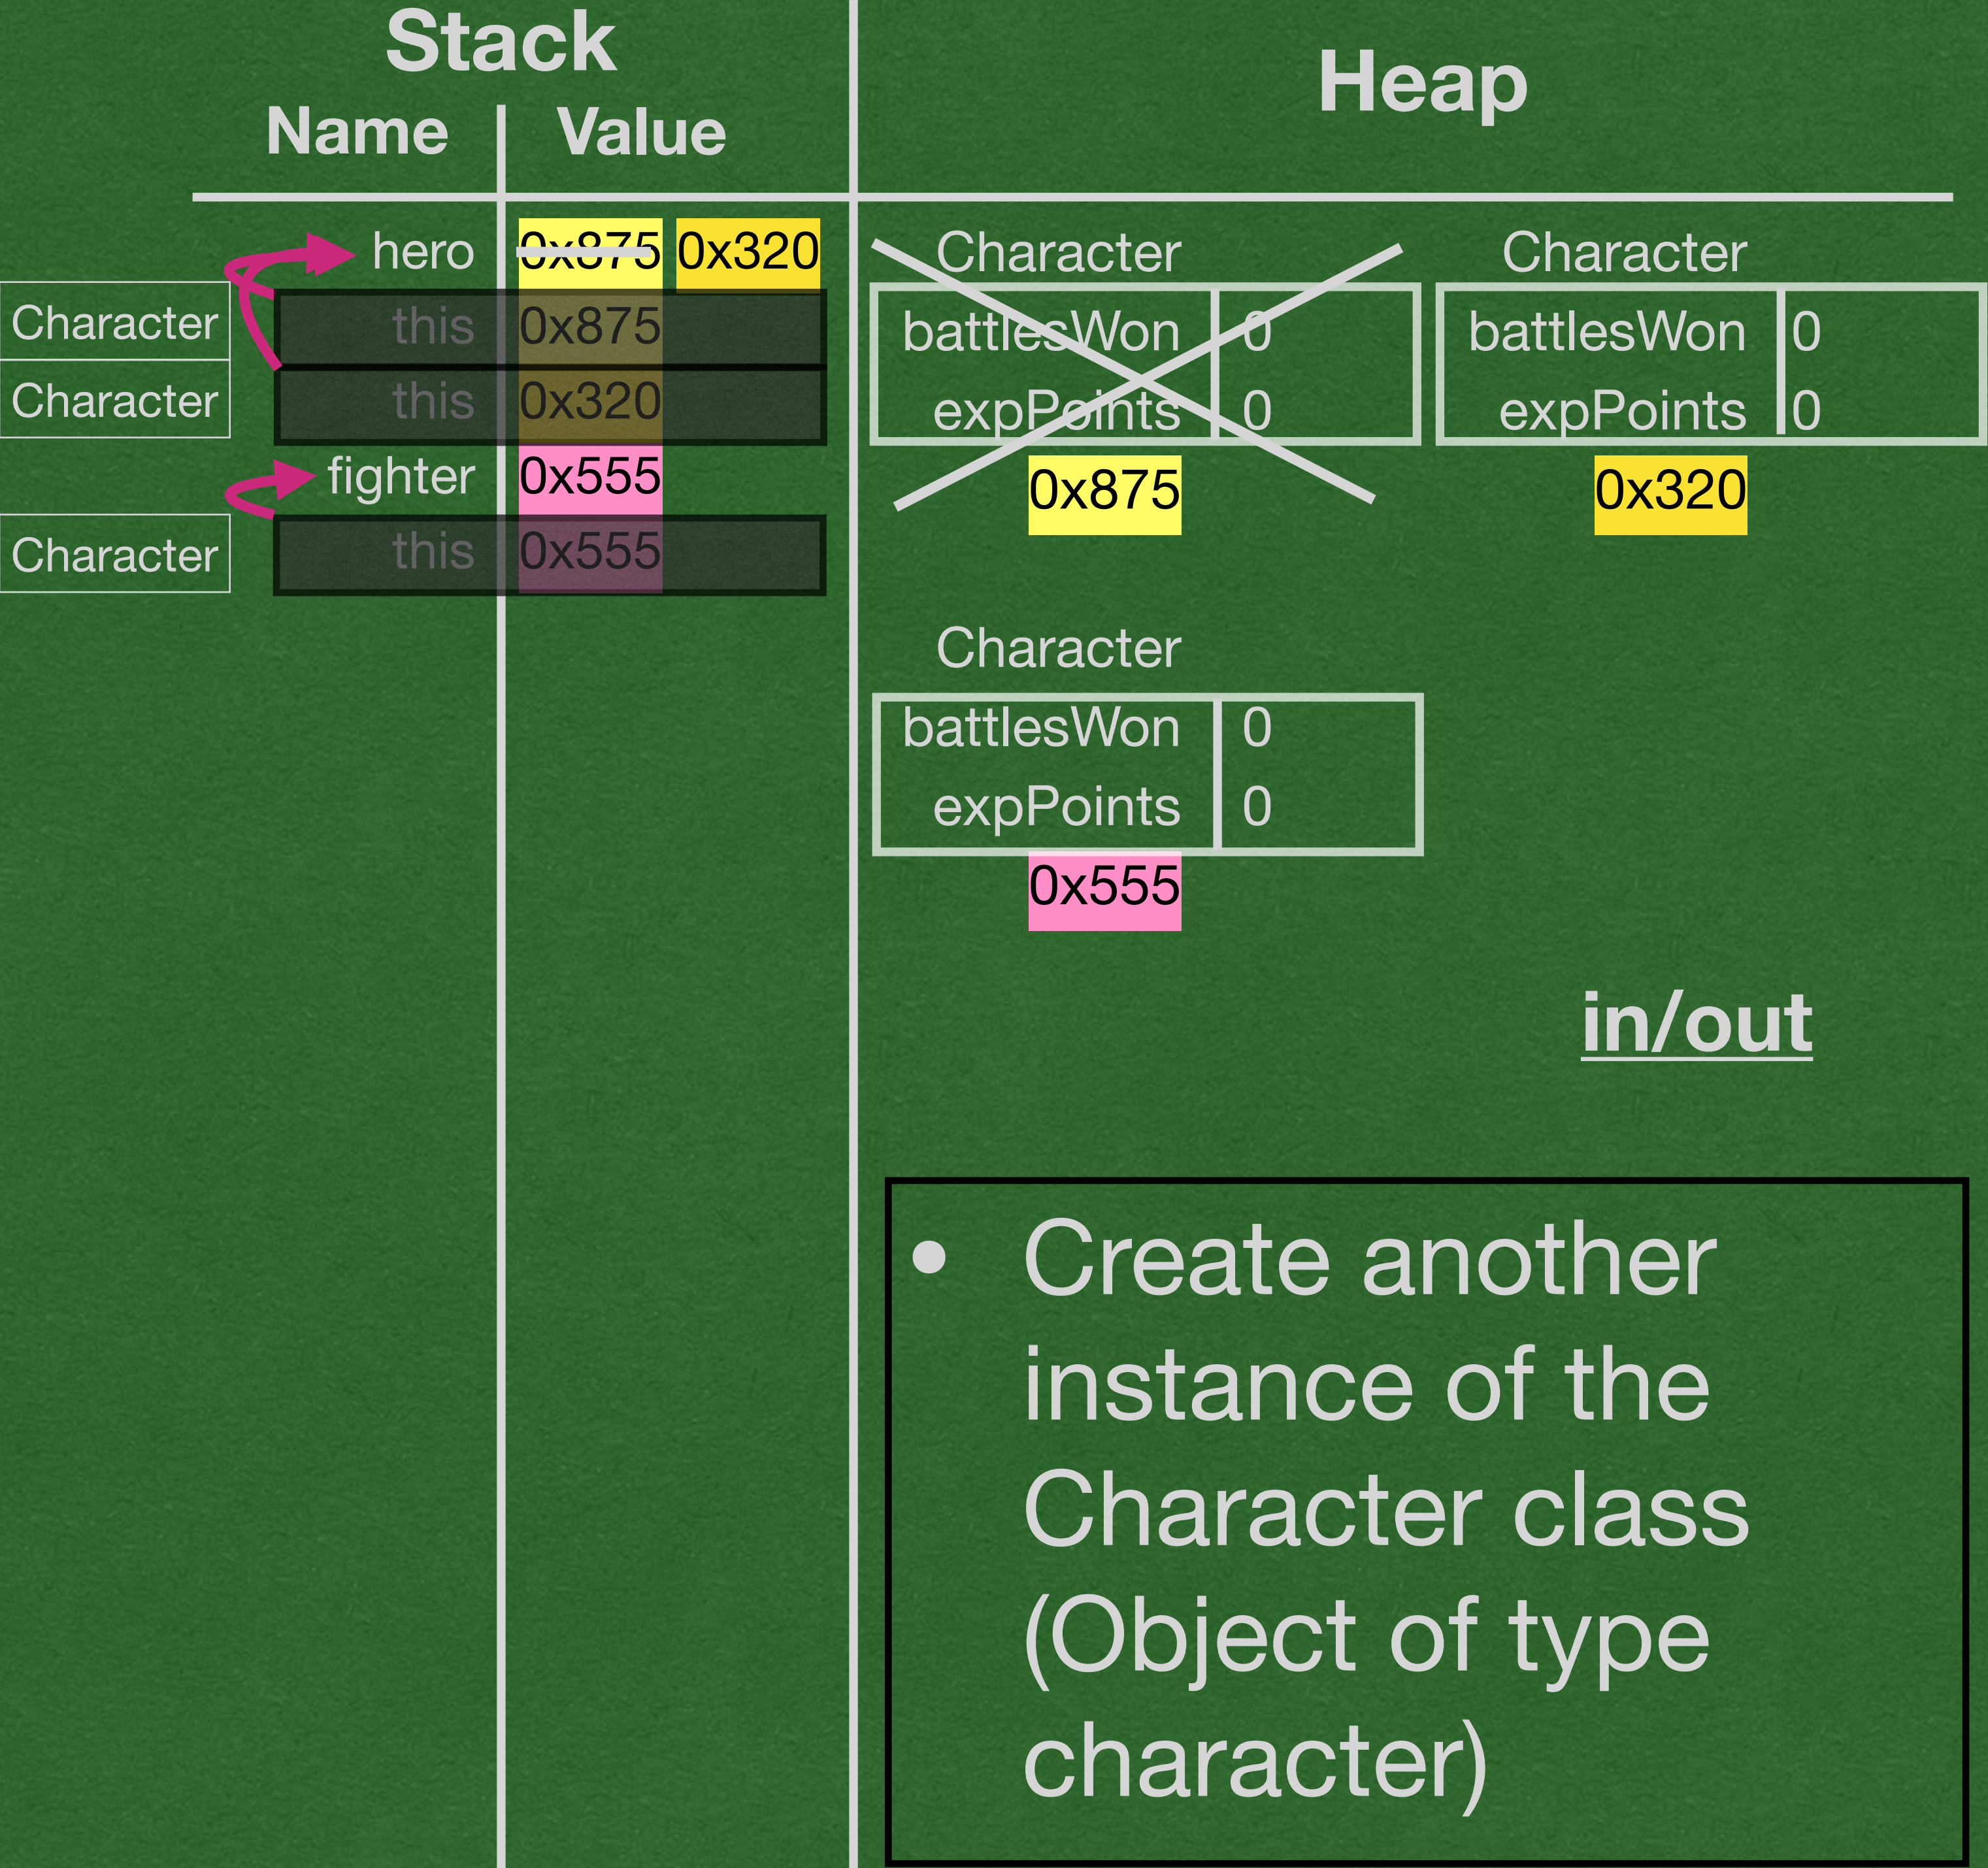 Stack
Heap
Name Value
hero 0x875 0x320
Character this 0x875
Character this 0x320
fighter 0x555
Character this 0x555
Character
battlesWon 0
expPoints 0
0x875
Character
battlesWon 0
expPoints 0
0x320
Character
battlesWon 0
expPoints 0
0x555
in/out
• Create another
instance of the
Character class
(Object of type
character)